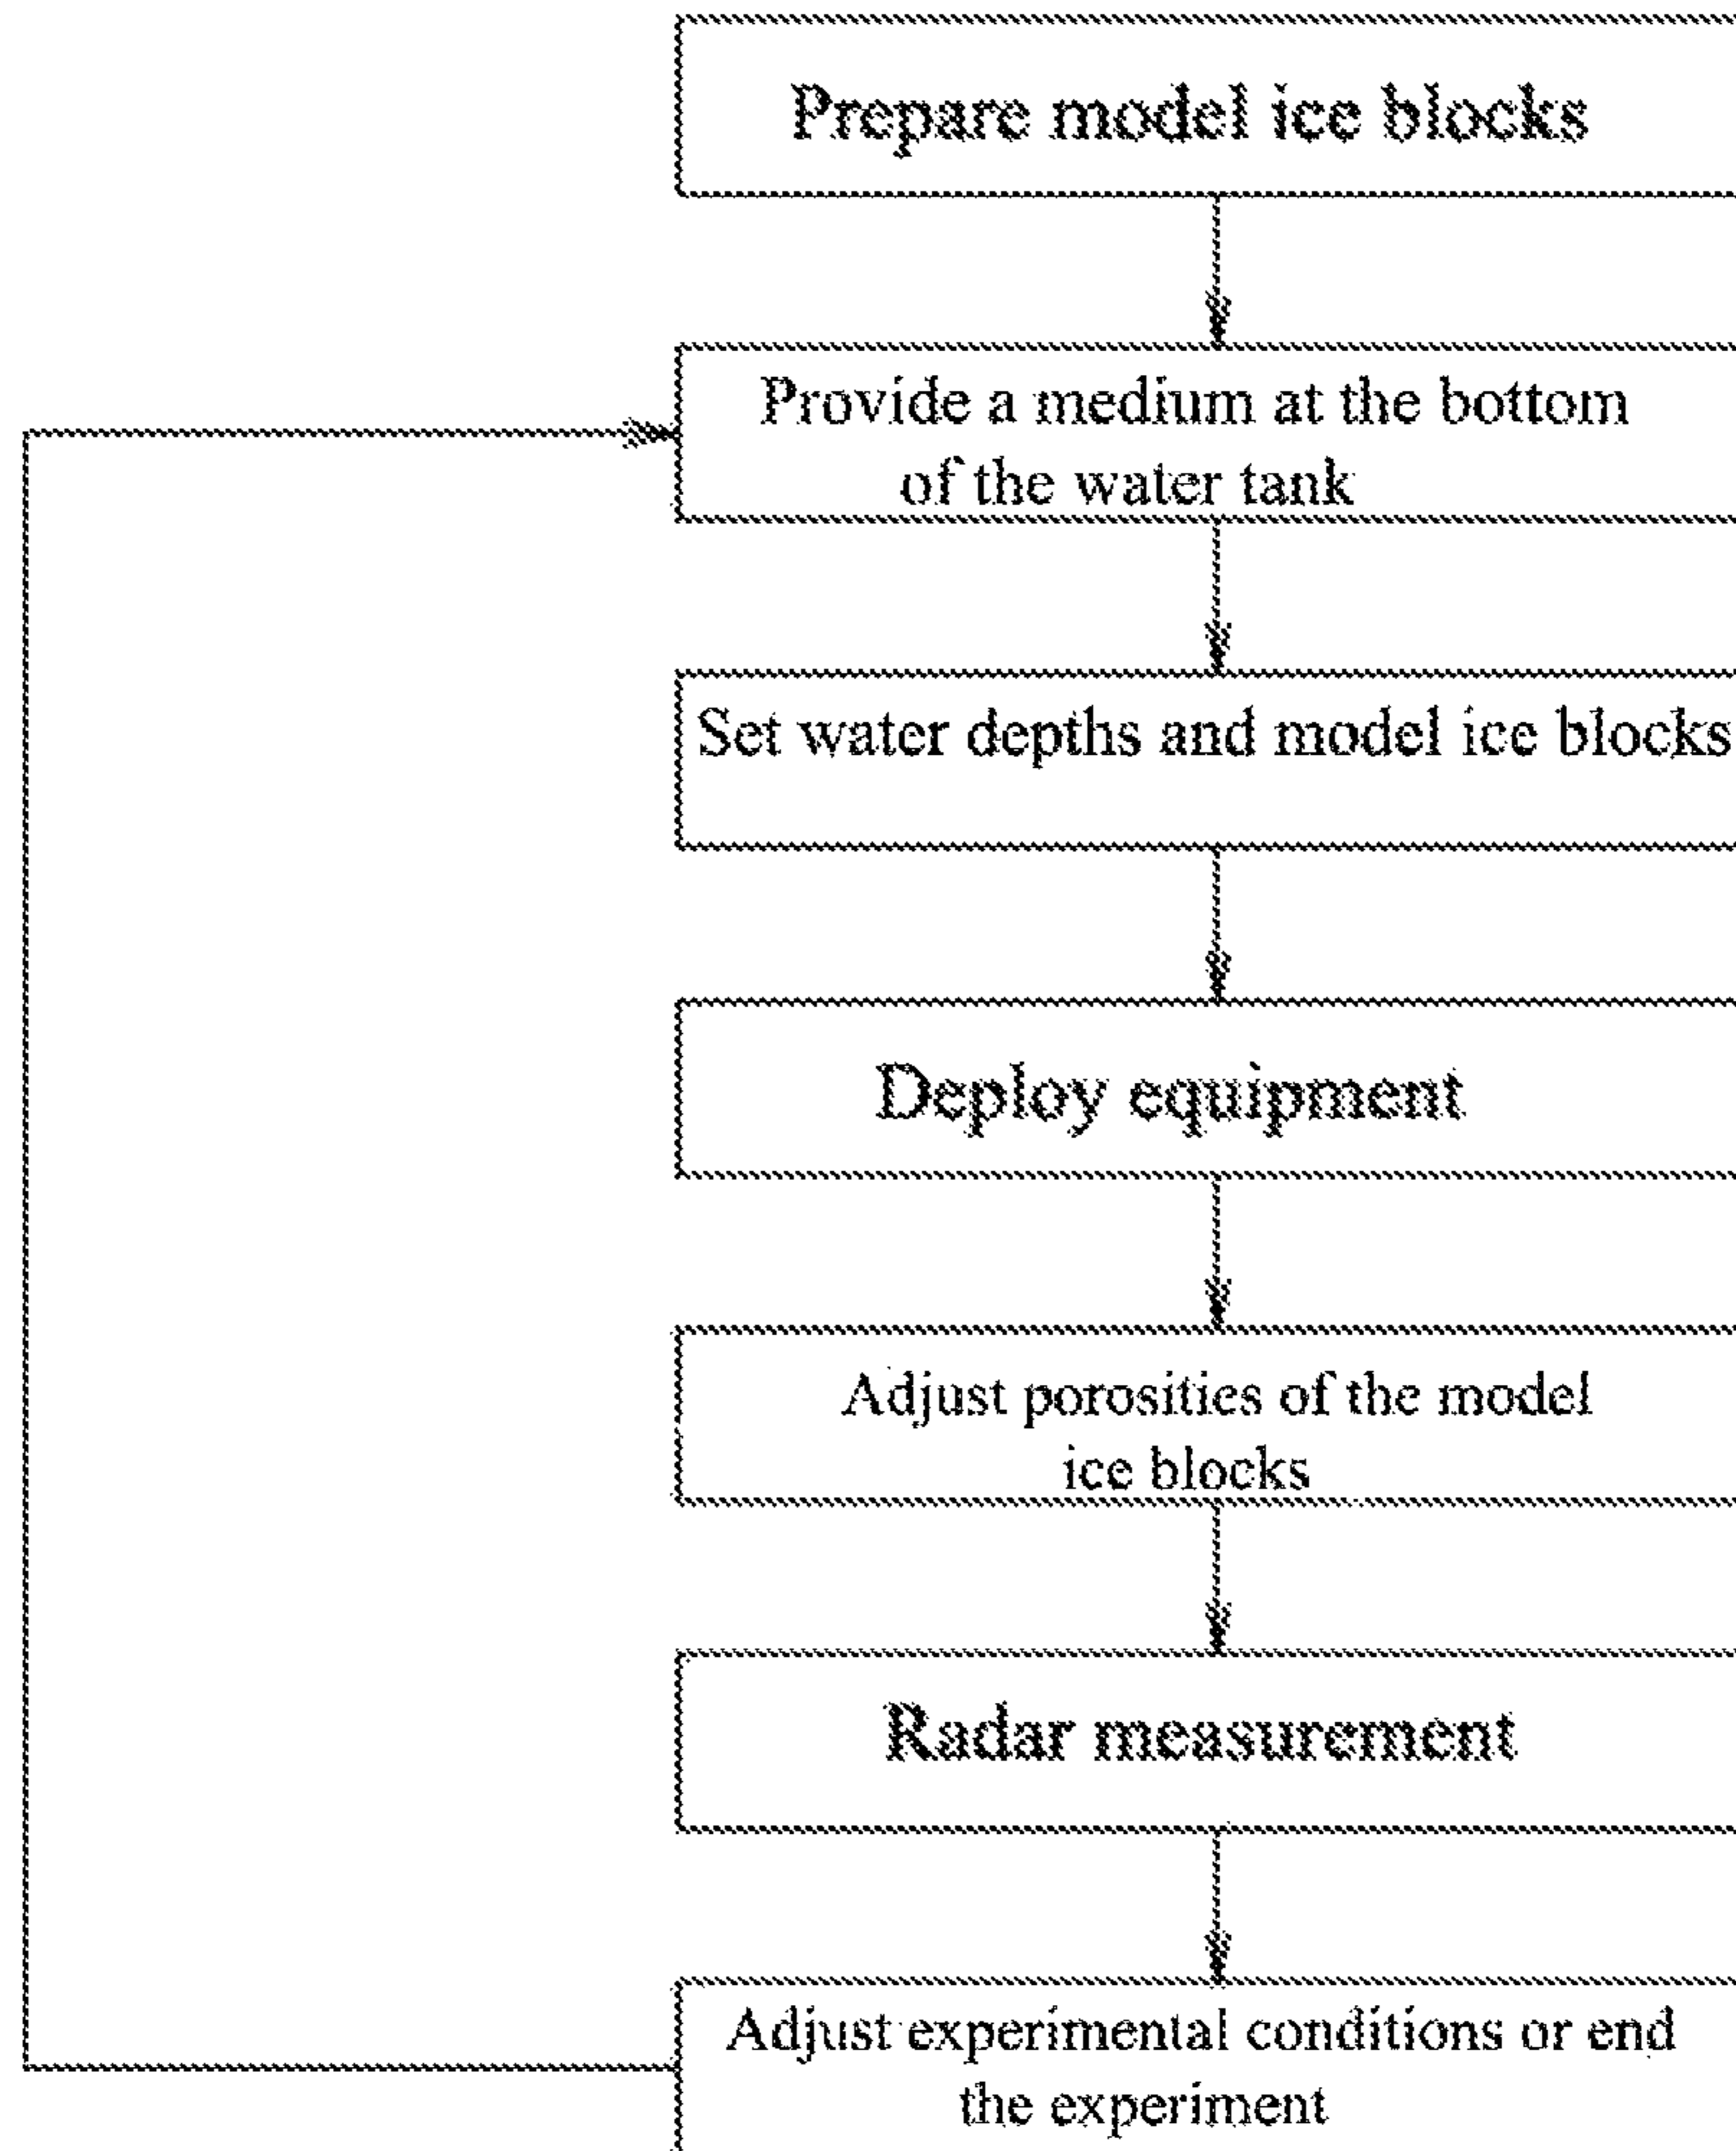 Prepare model ice blocks
Provide a medium at the bottom
of the water tank
Set water depths and model ice blocks
Deploy equipment
Adjust porosities of the model
ice blocks
Radar measurement
Adjust experimental conditions or end
the experiment